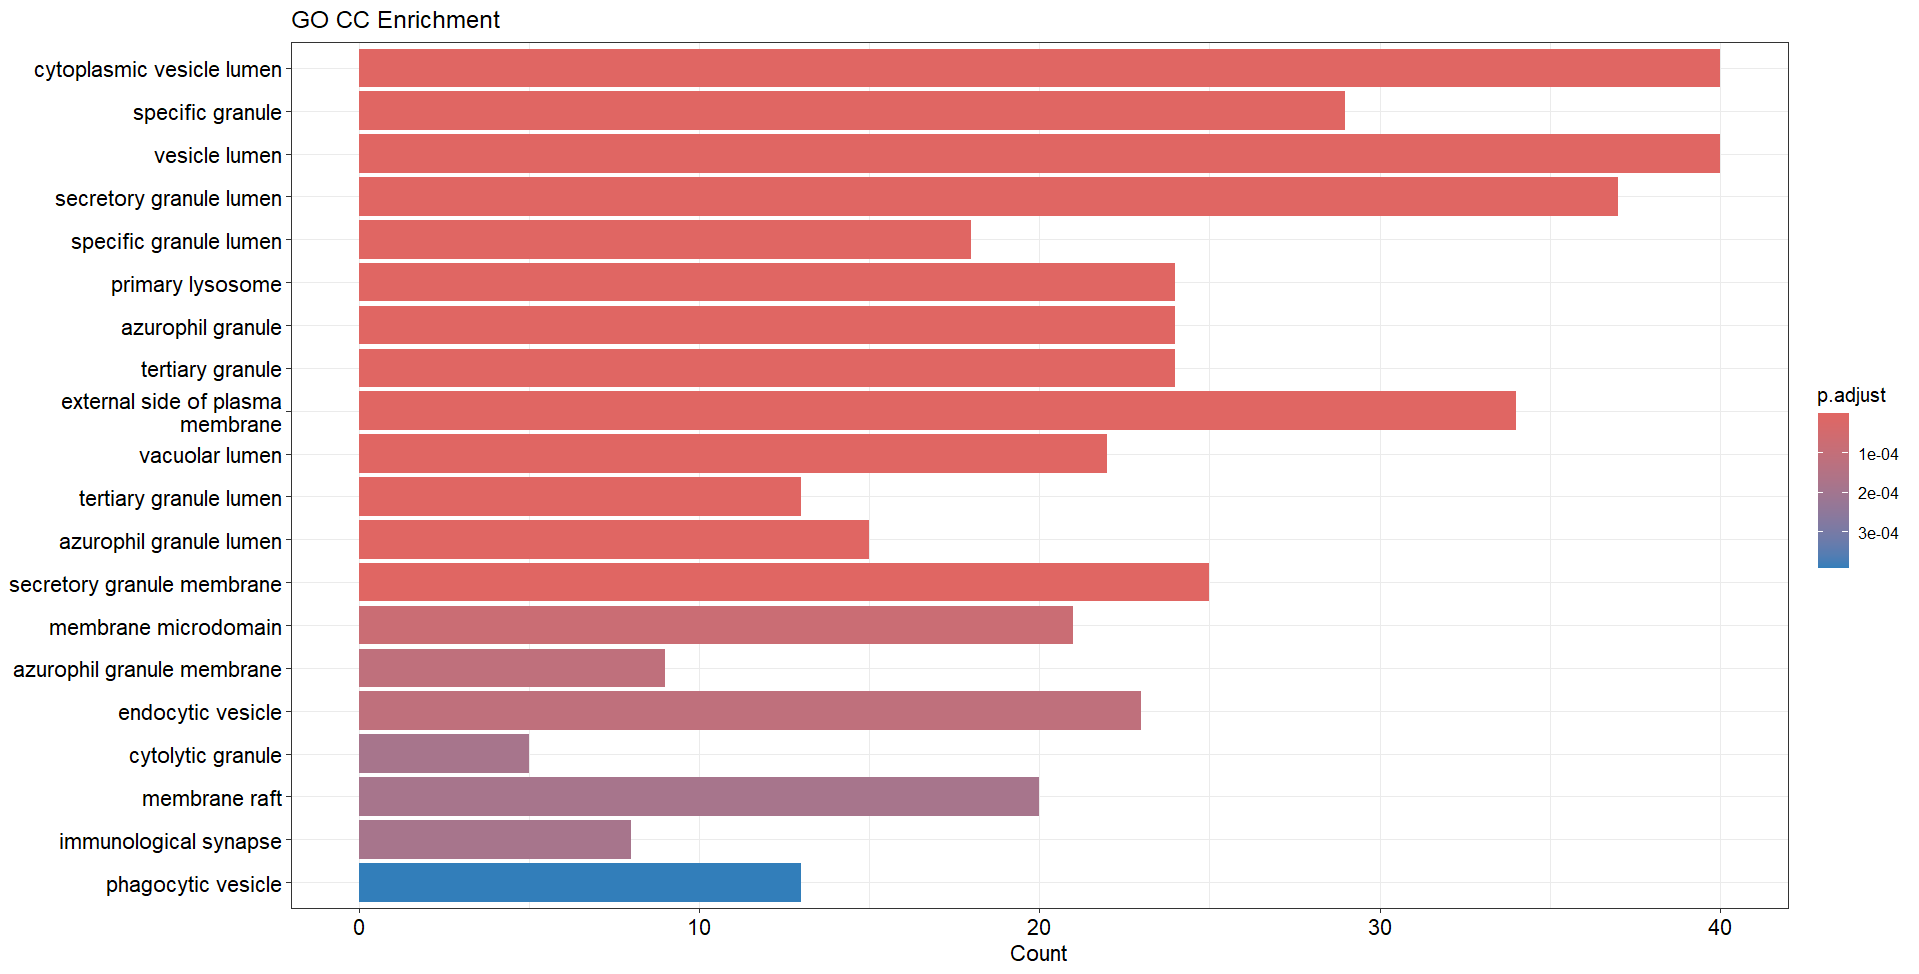 GO CC Enrichment
cytoplasmic vesicle lumen
specific granule
vesicle lumen
secretory granule lumen
specific granule lumen
primary lysosome
azurophil granule
tertiary granule
external side of plasma
membrane
vacuolar lumen
tertiary granule lumen
azurophil granule lumen
secretory granule membrane
membrane microdomain
azurophil granule membrane
endocytic vesicle
cytolytic granule
membrane raft
immunological synapse
phagocytic vesicle
0 10 20 30 40
Count
p.adjust
1e-04
2e-04
3e-04